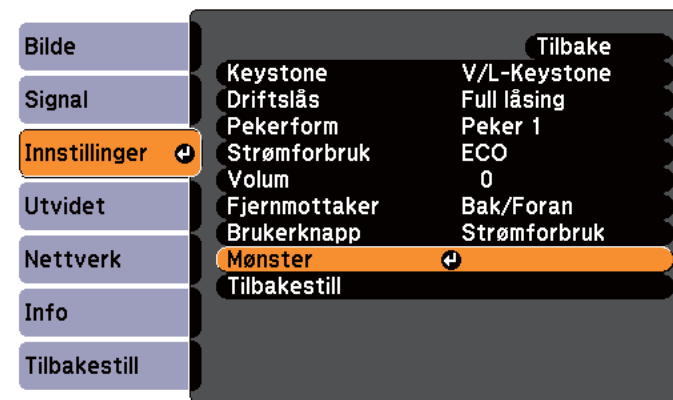 Bilde
Signal
Innstillinger
Utvidet
Nettverk
Info
Tilbakestill
Tilbake
Keystone V/L-Keystone
Driftslås Full låsing
Pekerform Peker 1
Strømforbruk ECO
Volum 0
Fjernmottaker Bak/Foran
Brukerknapp Strømforbruk
Mønster
Tilbakestill